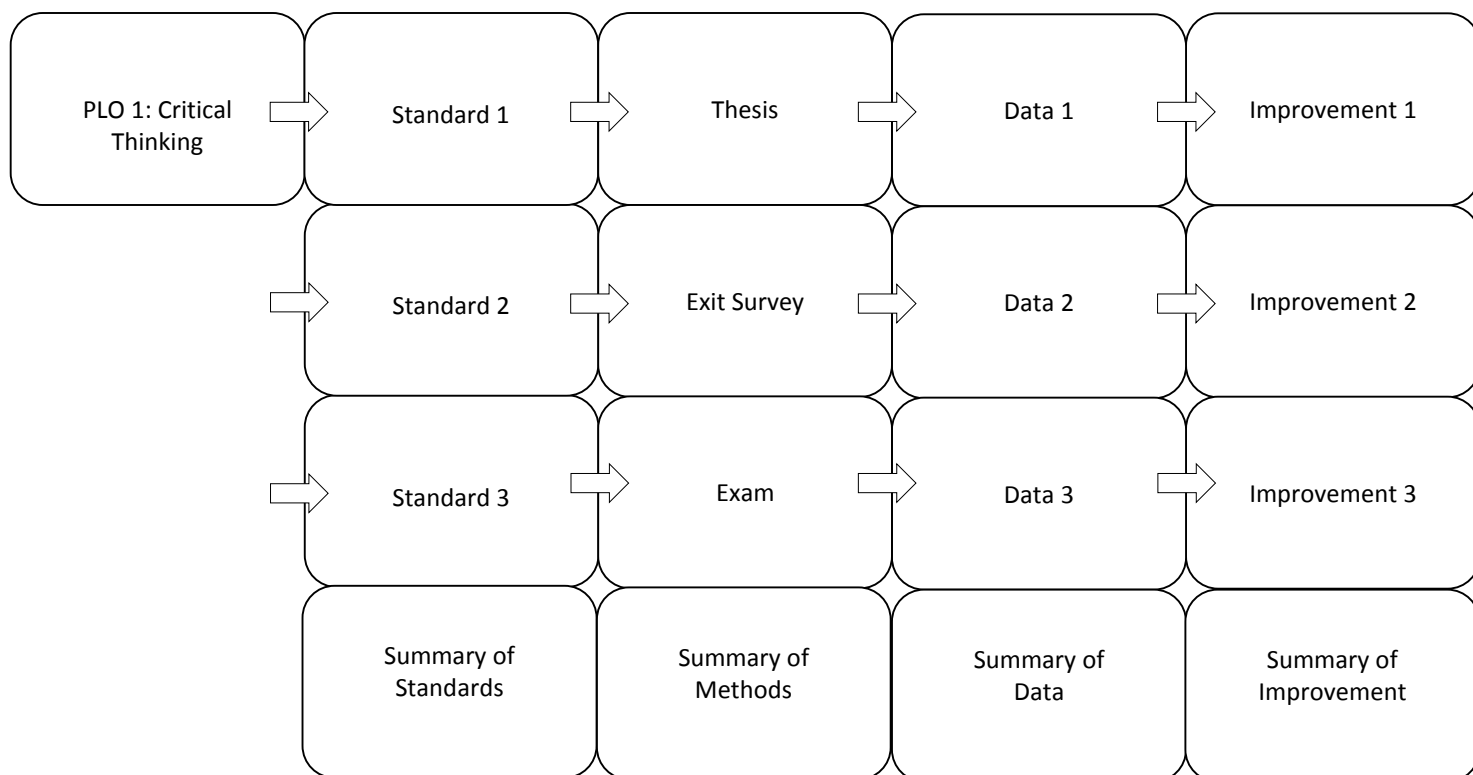 PLO 1: Critical
Thinking
Standard 1
Thesis
Data 1
Improvement 1
Standard 2
Exit Survey
Data 2
Improvement 2
Standard 3
Exam
Data 3
Improvement 3
Summary of
Standards
Summary of
Methods
Summary of
Data
Summary of
Improvement